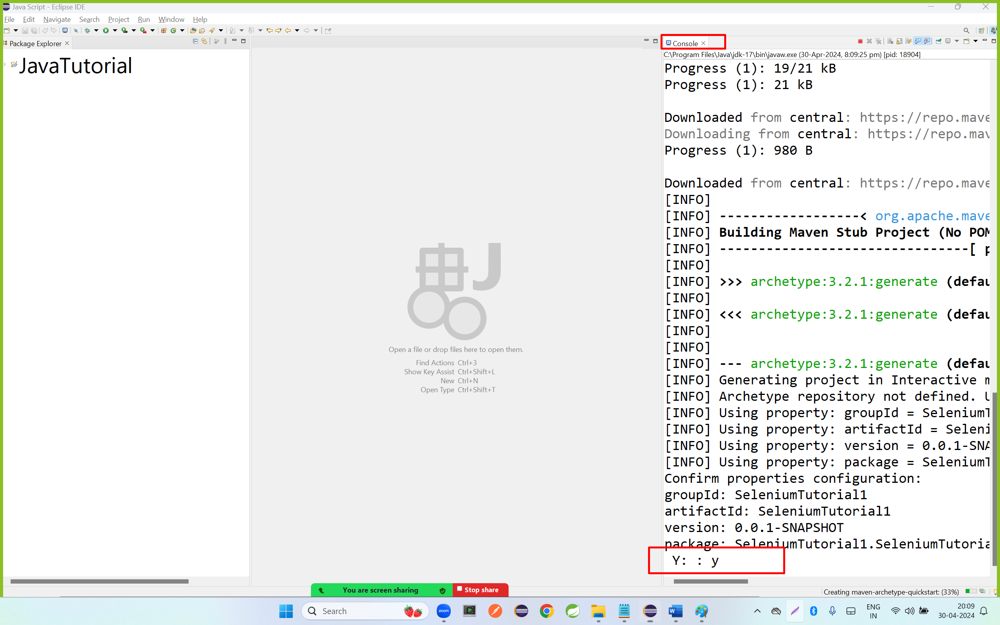 Java Script - Eclipse IDE
File Edit Navigate Search Project Run Window Help
Package Explorer
JavaTutorial
Open a file or drop files here to open them.
Find Actions Ctrl+3
Show Key Assist Ctrl+Shift+L
New Ctrl+N
Open Type Ctrl+Shift+T
Console
C:\Program Files\Java\jdk-17\bin\javaw.exe (30-Apr-2024, 8:09:25 pm) [pid: 18904]
Progress (1): 19/21 kB
Progress (1): 21 kB
Downloaded from central: https://repo.mave
Downloading from central: https://repo.mav
Progress (1): 980 B
Downloaded from central: https://repo.mave
[INFO]
[INFO] ------------------< org.apache.mave
[INFO] Building Maven Stub Project (No POM
[INFO] --------------------------------[ p
[INFO]
[INFO] >>> archetype:3.2.1:generate (defau
[INFO]
[INFO] <<< archetype:3.2.1:generate (defau
[INFO]
[INFO]
[INFO] --- archetype:3.2.1:generate (defau
[INFO] Generating project in Interactive m
[INFO] Archetype repository not defined. U
[INFO] Using property: groupId = SeleniumT
[INFO] Using property: artifactId = Seleni
[INFO] Using property: version = 0.0.1-SNA
[INFO] Using property: package = SeleniumT
Confirm properties configuration:
groupId: SeleniumTutorial1
artifactId: SeleniumTutorial1
version: 0.0.1-SNAPSHOT
package: SeleniumTutorial1.SeleniumTutoria
Y: : y
You are screen sharing
Stop share
Creating maven-archetype-quickstart: (33%)
Search
zoom
ENG
IN
20:09
30-04-2024